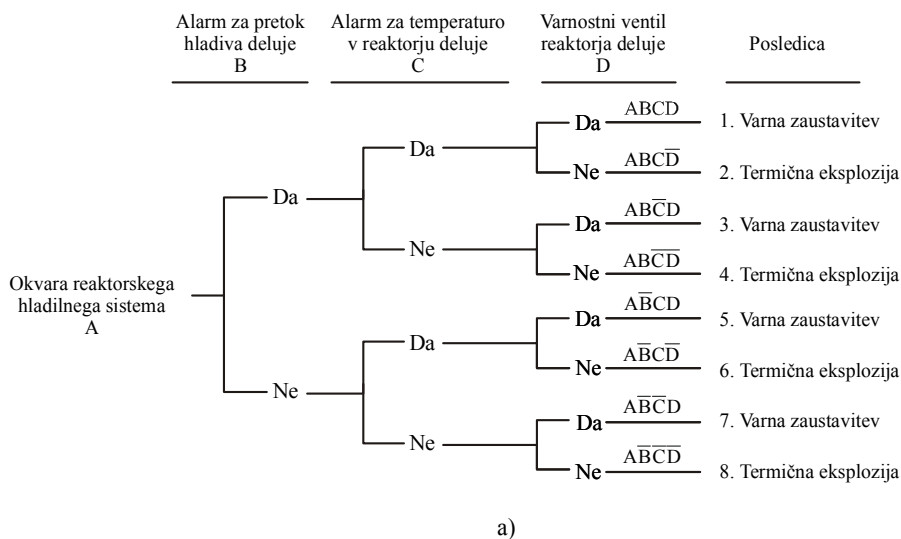 Alarm za pretok
hladiva deluje
B
Alarm za temperaturo
v reaktorju deluje
C
Varnostni ventil
reaktorja deluje
D
Posledica
Okvara reaktorskega
hladilnega sistema
A
Da
Ne
Da
Ne
Da
Ne
Da ABCD 1. Varna zaustavitev
Ne ABCD̅ 2. Termična eksplozija
Da ABC̅D 3. Varna zaustavitev
Ne ABC̅D̅ 4. Termična eksplozija
Da AB̅CD 5. Varna zaustavitev
Ne AB̅CD̅ 6. Termična eksplozija
Da AB̅C̅D 7. Varna zaustavitev
Ne AB̅C̅D̅ 8. Termična eksplozija
a)